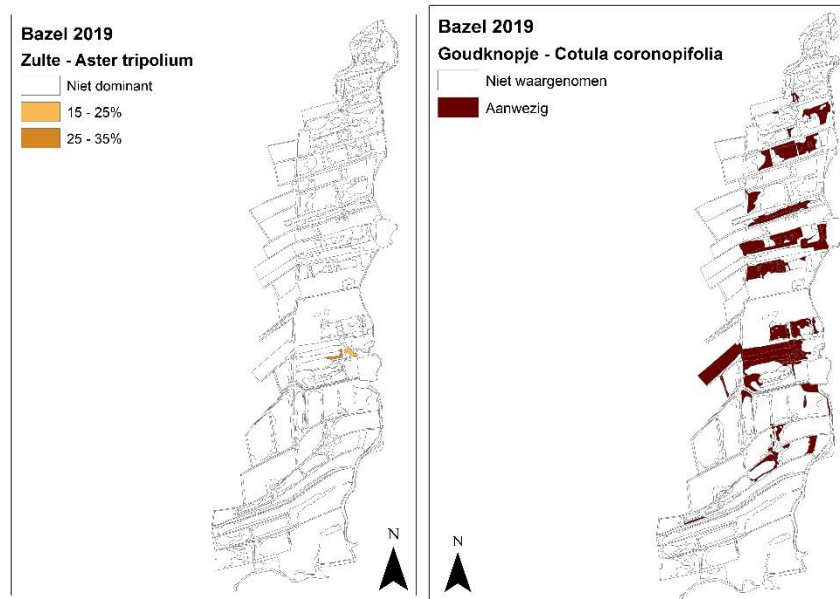 Bazel 2019
Zulte - Aster tripolium
Niet dominant
15 - 25%
25 - 35%
N
Bazel 2019
Goudknopje - Cotula coronopifolia
Niet waargenomen
Aanwezig
N